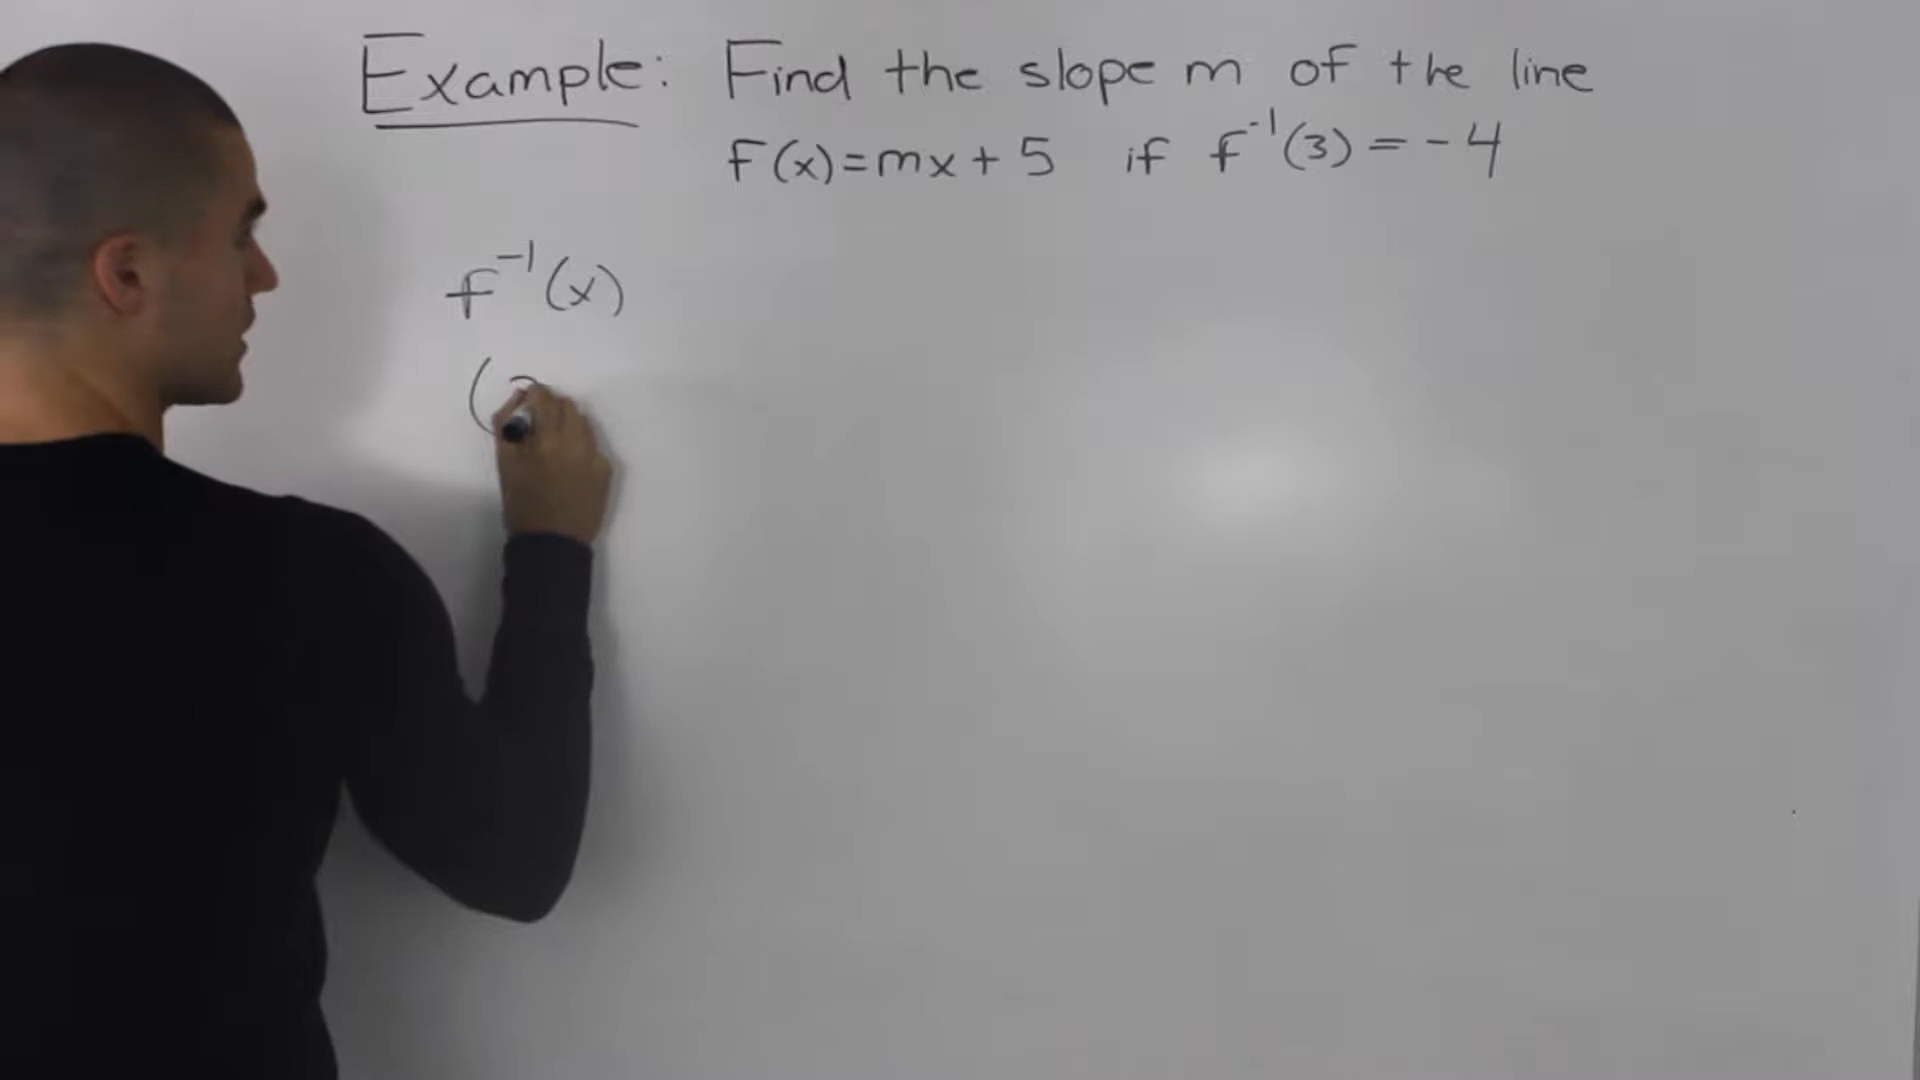 Example: Find the slope m of the line
F(x)=mx+5 if f⁻¹(3)=-4
f⁻¹(x)
(